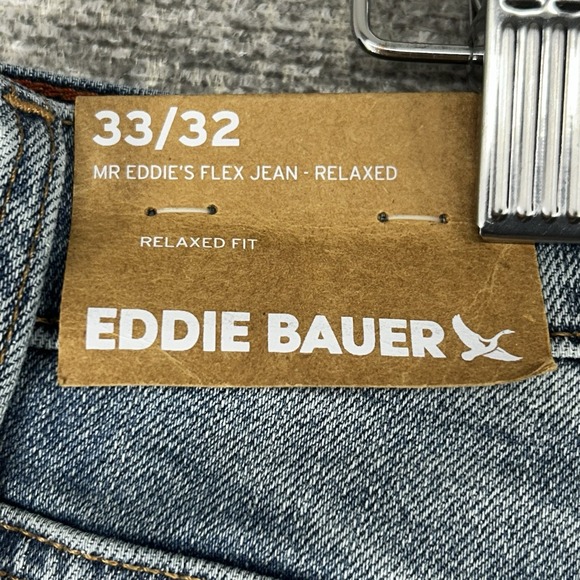 33/32
MR EDDIE'S FLEX JEAN - RELAXED
RELAXED FIT
EDDIE BAUER